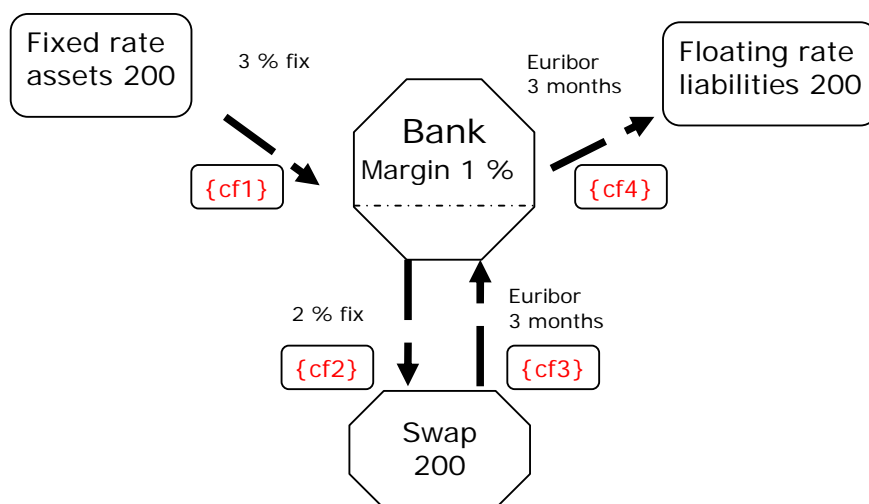 Fixed rate
assets 200
3 % fix
{cf1}
Bank
Margin 1 %
Euribor
3 months
{cf4}
Floating rate
liabilities 200
2 % fix
{cf2}
Euribor
3 months
{cf3}
Swap
200